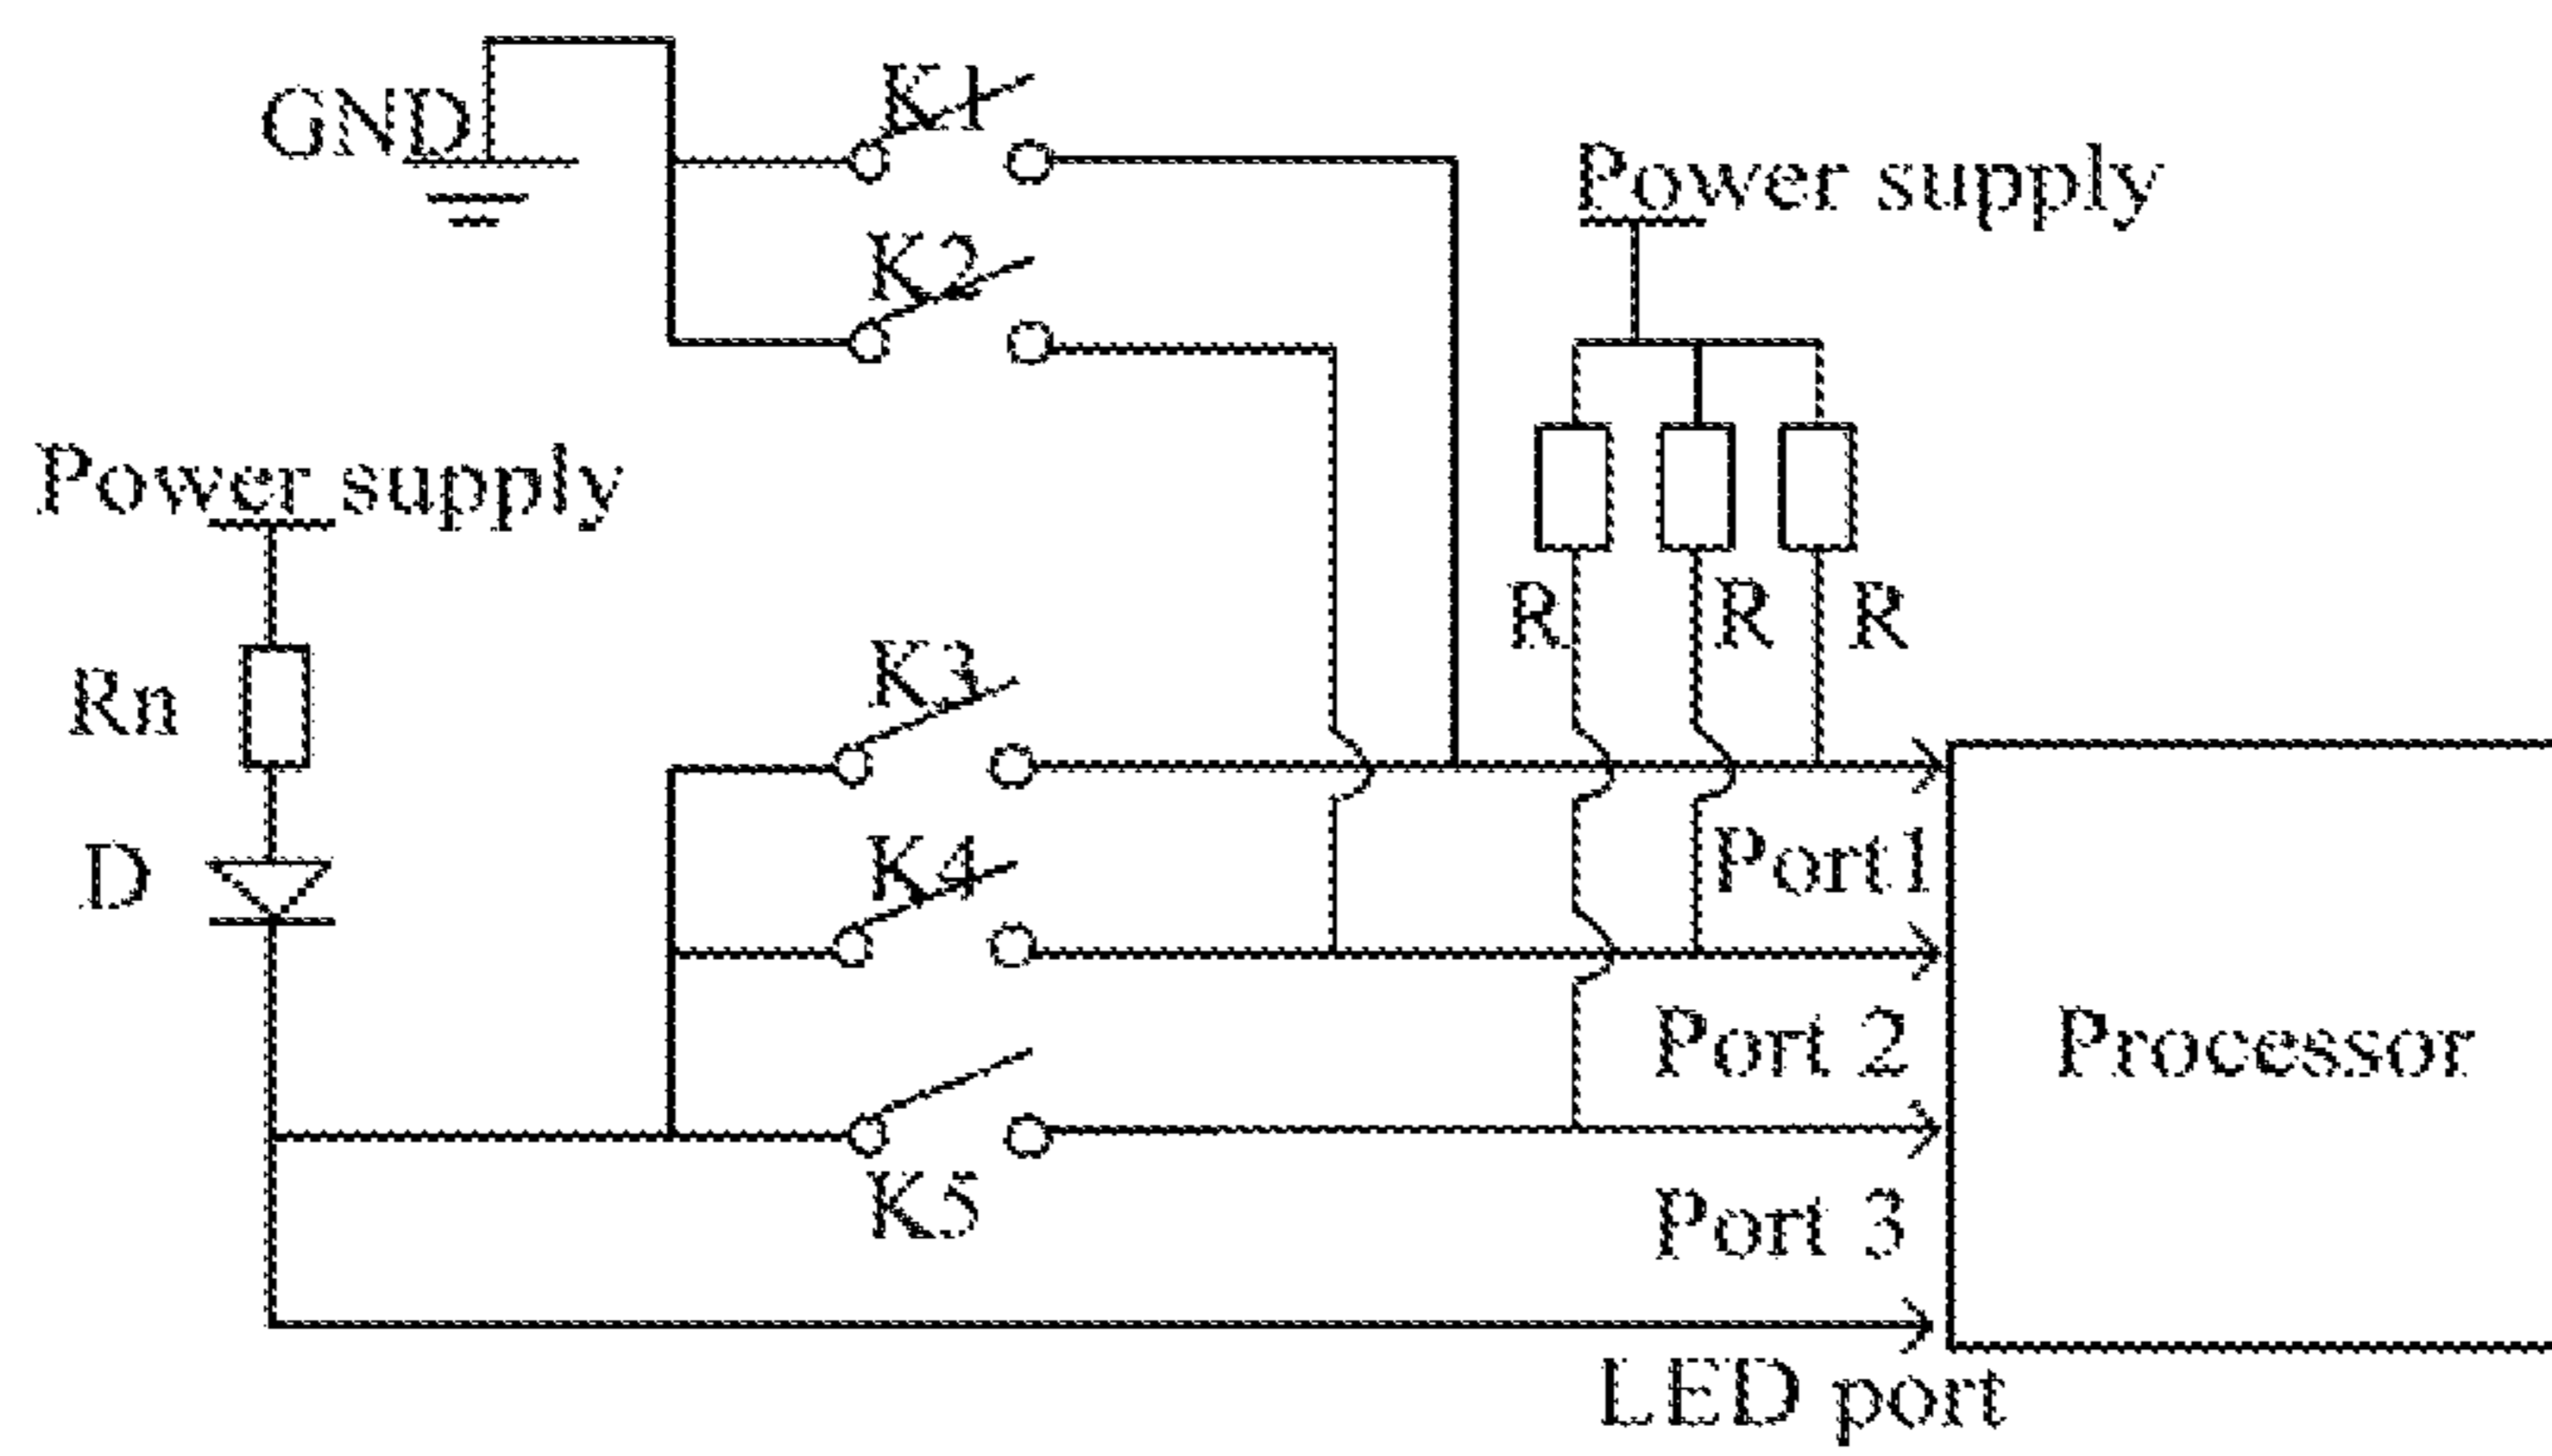 GND
K1
Power supply
K2
Power supply
Rn
K3
R
R
R
D
K4
Port1
Port 2
Processor
K5
Port 3
LED port